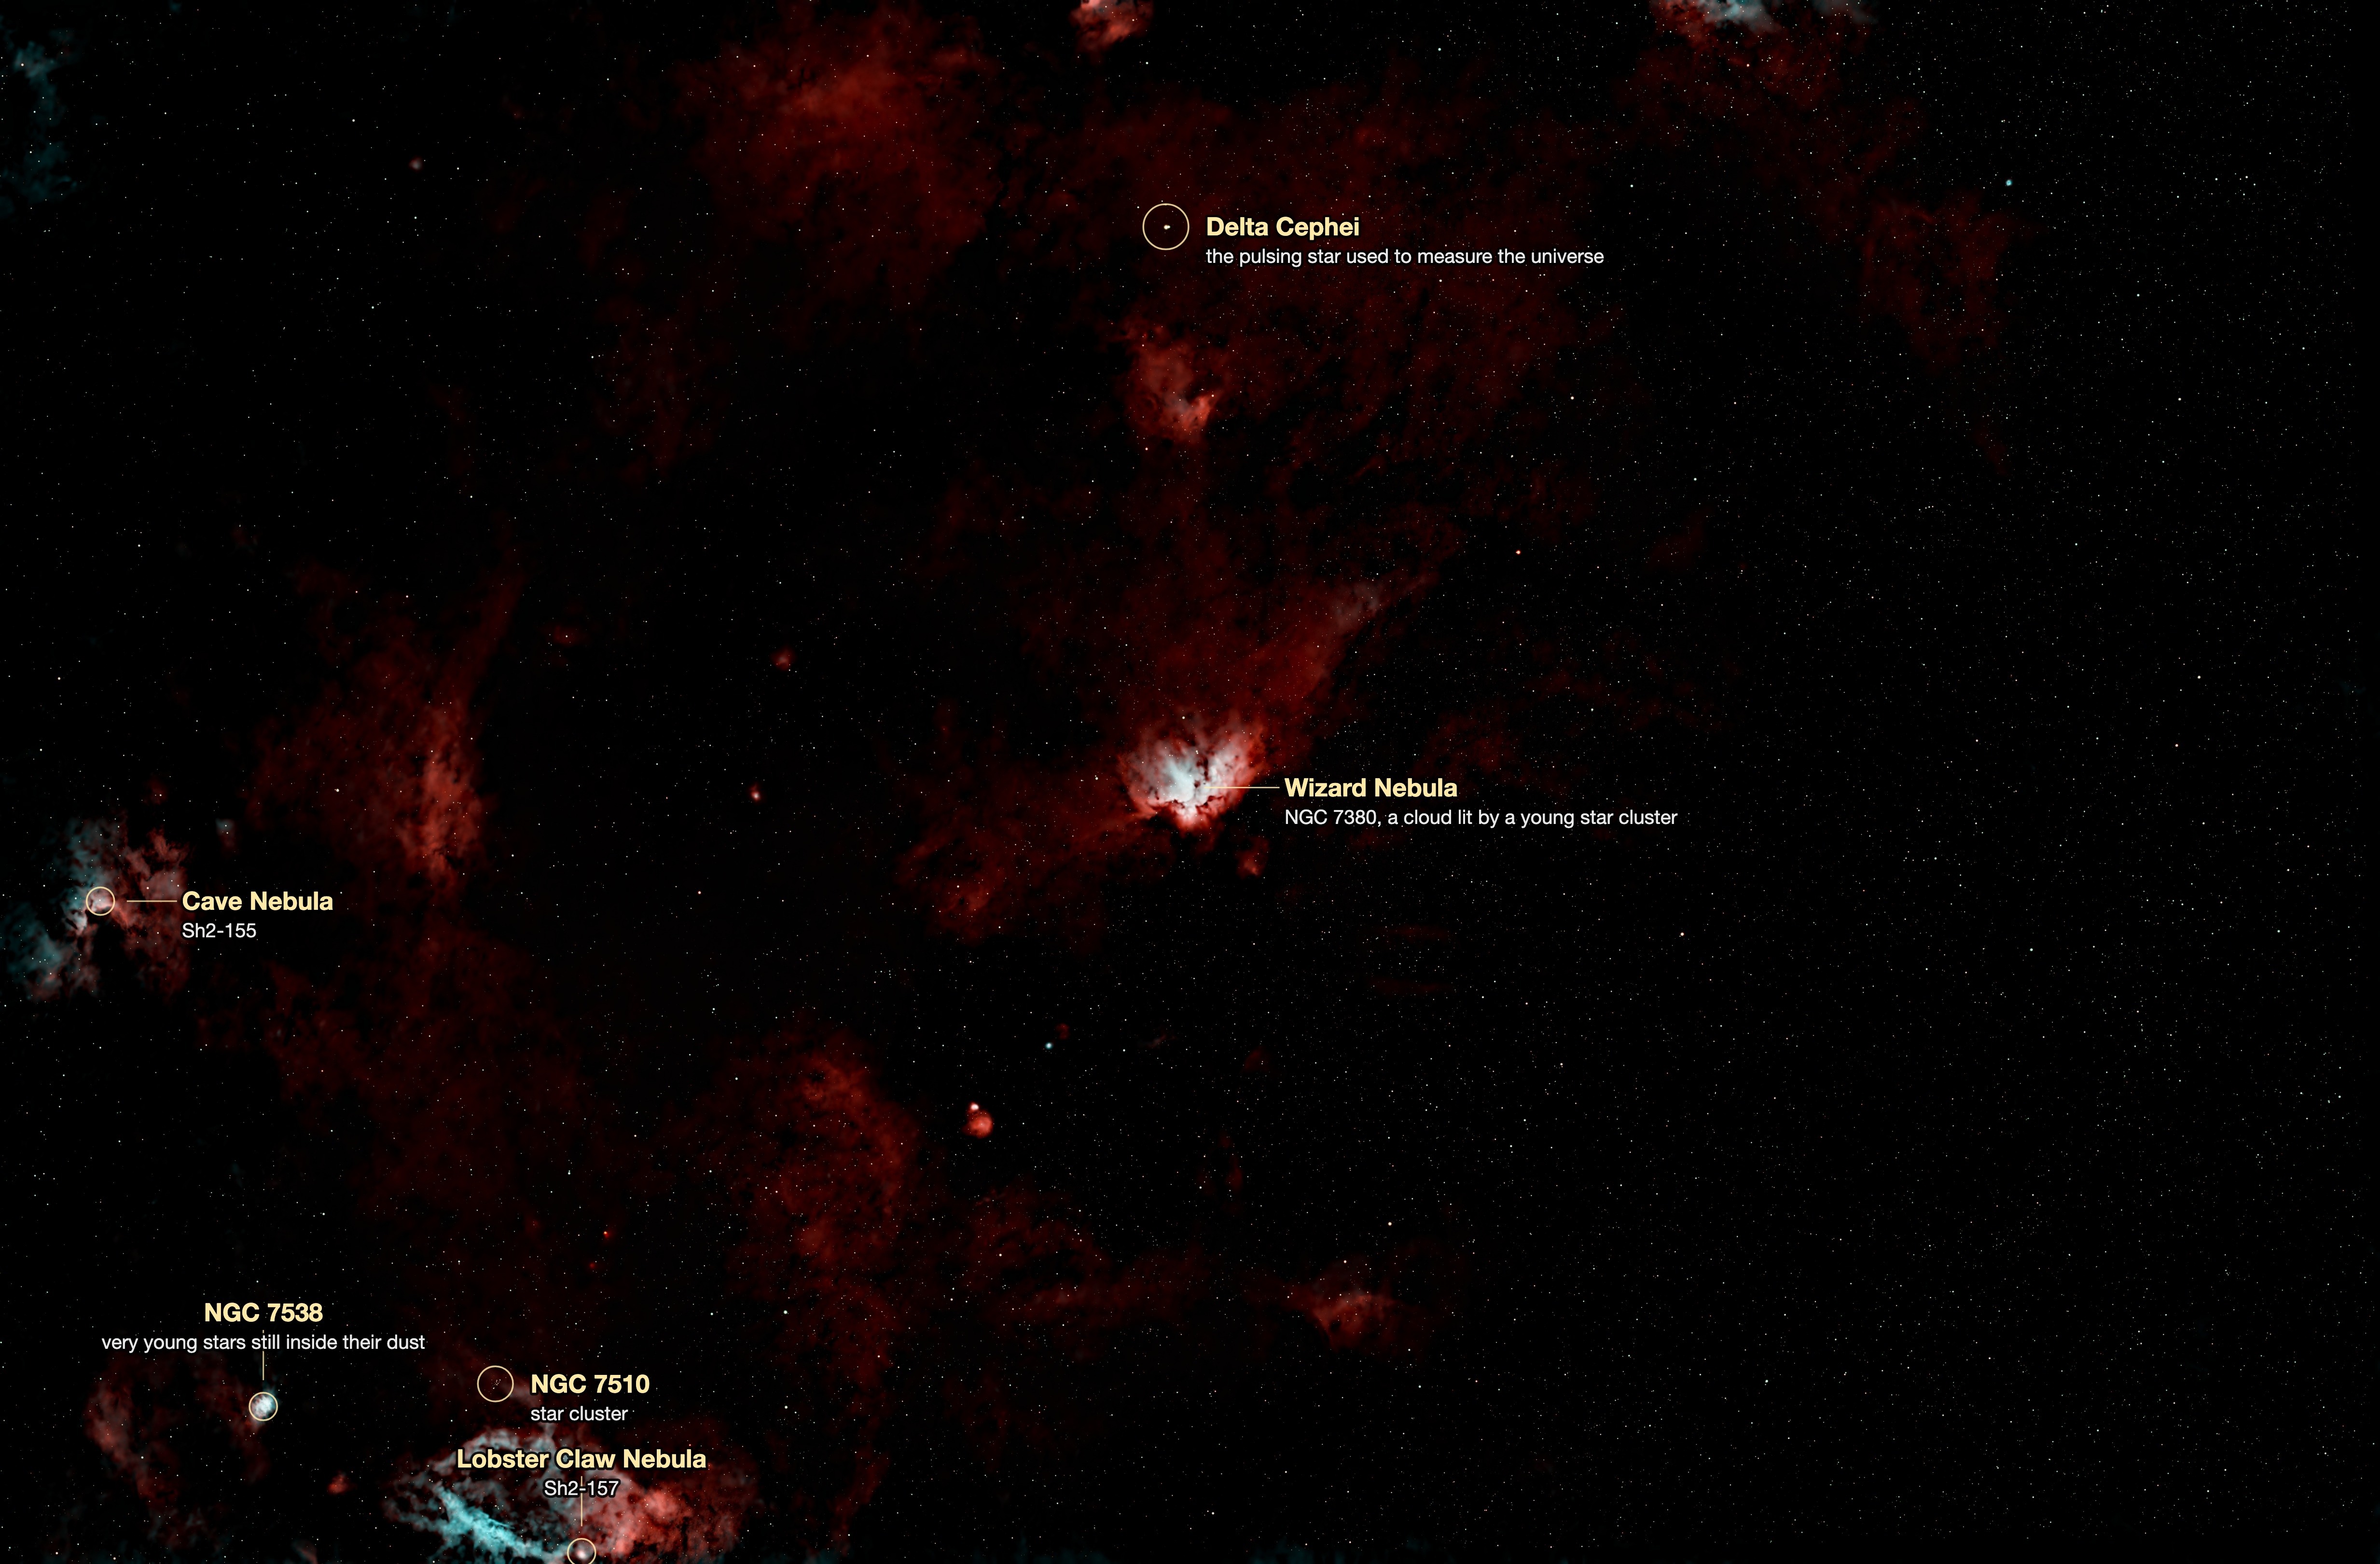 Delta Cephei
the pulsing star used to measure the universe
Wizard Nebula
NGC 7380, a cloud lit by a young star cluster
Cave Nebula
Sh2-155
NGC 7538
very young stars still inside their dust
NGC 7510
star cluster
Lobster Claw Nebula
Sh2-157